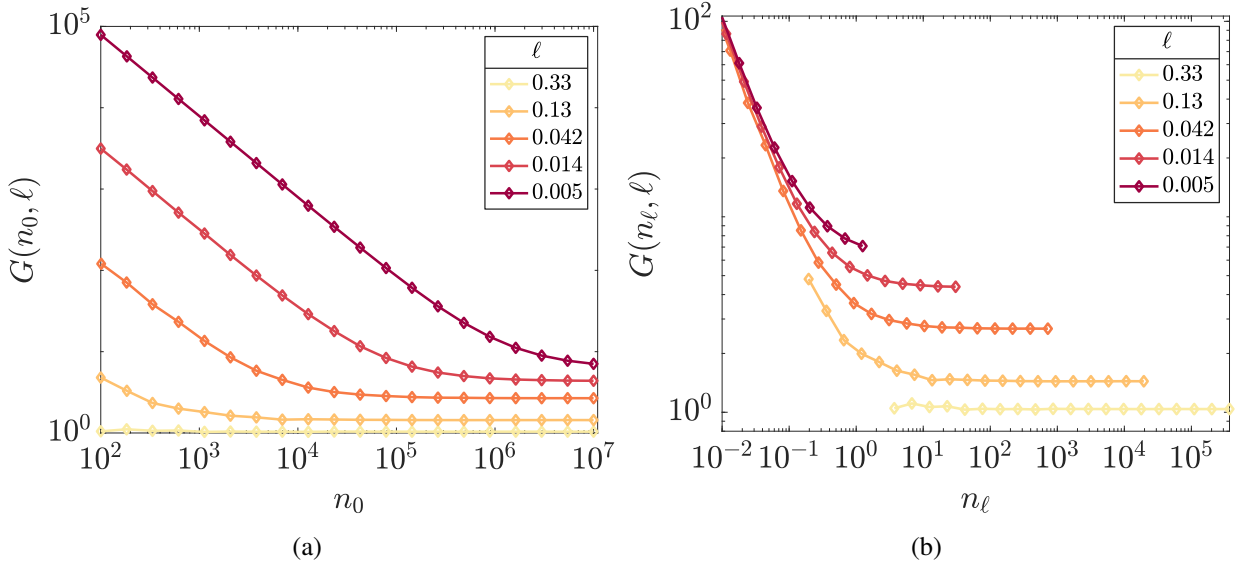 10^5
10^0
G(n_0, ℓ)
ℓ
0.33
0.13
0.042
0.014
0.005
10^2 10^3 10^4 10^5 10^6 10^7
n_0
(a)
10^2
10^0
G(n_ℓ, ℓ)
ℓ
0.33
0.13
0.042
0.014
0.005
10^{-2} 10^{-1} 10^0 10^1 10^2 10^3 10^4 10^5
n_ℓ
(b)